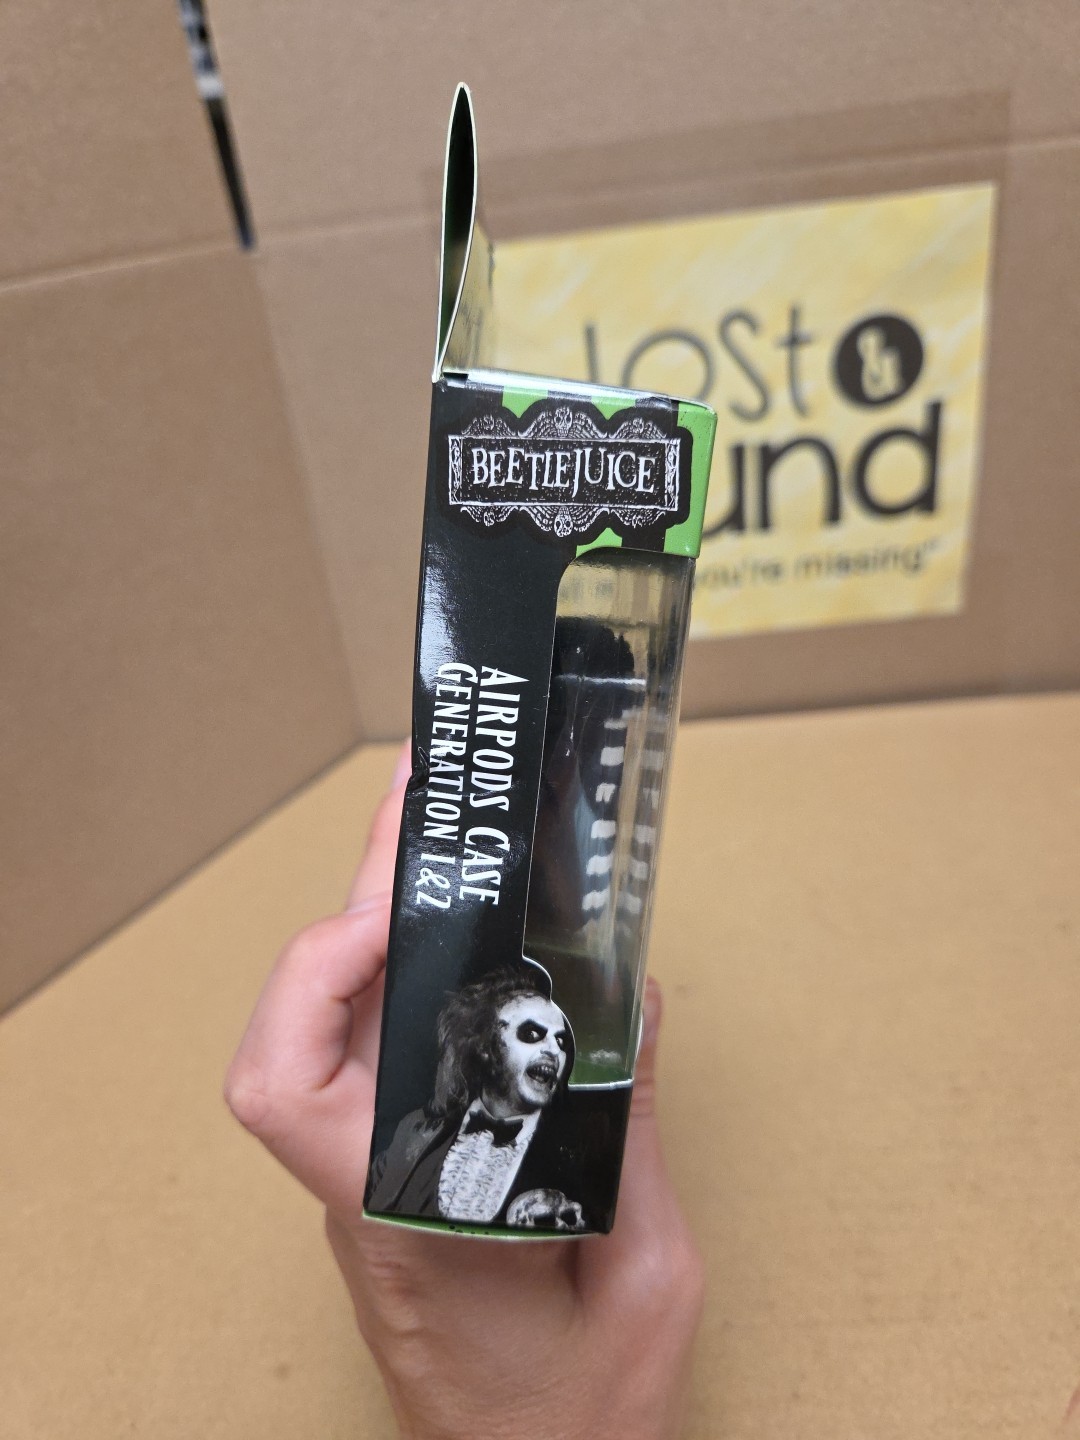 lost &
und
you're missing"
BEETLEJUICE
AIRPODS CASE
GENERATION 1 & 2